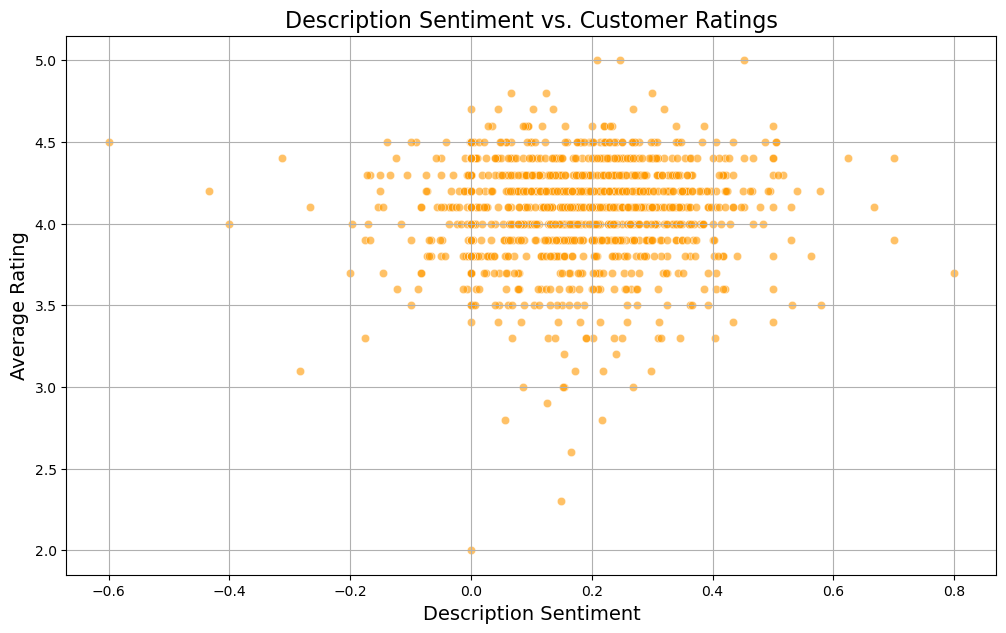 Description Sentiment vs. Customer Ratings
Average Rating
5.0
4.5
4.0
3.5
3.0
2.5
2.0
−0.6 −0.4 −0.2 0.0 0.2 0.4 0.6 0.8
Description Sentiment